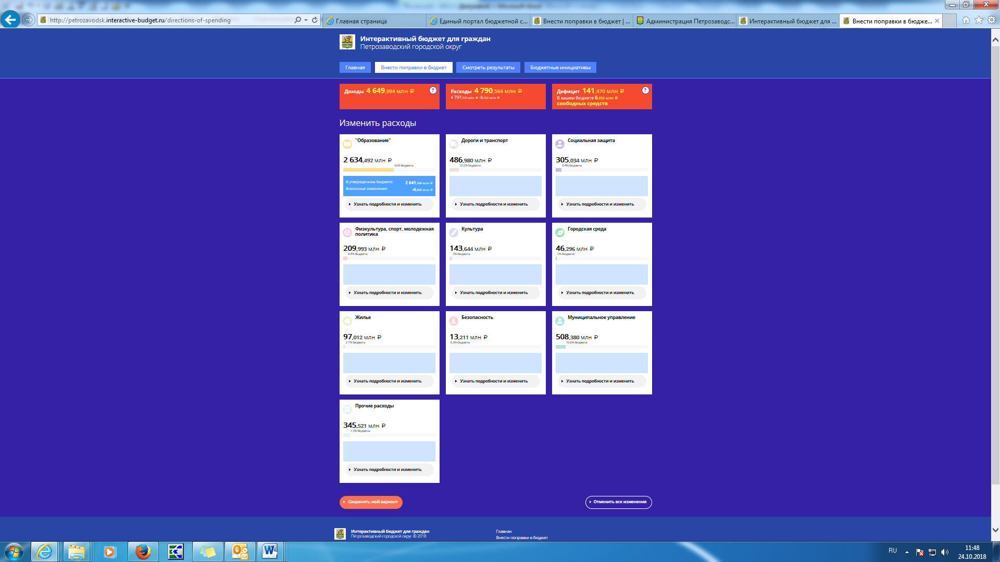 http://petrozavodsk.interactive-budget.ru/directions-of-spending
Главная страница
Единый портал бюджетной с...
Внести поправки в бюджет | ...
Администрация Петрозаводс...
Интерактивный бюджет для ...
Внести поправки в бюдже...
Интерактивный бюджет для граждан
Петрозаводский городской округ
Главная
Внести поправки в бюджет
Смотреть результаты
Бюджетные инициативы
Доходы 4 649,094 млн ₽ ?
Расходы 4 790,564 млн ₽
4 797,420 млн ₽ -6,856 млн ₽
Дефицит 141,470 млн ₽ ?
В вашем бюджете 6,856 млн ₽
свободных средств
Изменить расходы
"Образование"
2 634,492 млн ₽
55% бюджета
В утвержденном бюджете: 2 641,348 млн ₽
Внесенные изменения: -6,856 млн ₽
Узнать подробности и изменить
Дороги и транспорт
486,980 млн ₽
10.2% бюджета
Узнать подробности и изменить
Социальная защита
305,034 млн ₽
6.4% бюджета
Узнать подробности и изменить
Физкультура, спорт, молодежная
политика
209,993 млн ₽
4.4% бюджета
Узнать подробности и изменить
Культура
143,644 млн ₽
3% бюджета
Узнать подробности и изменить
Городская среда
46,296 млн ₽
1% бюджета
Узнать подробности и изменить
Жилье
97,012 млн ₽
2.1% бюджета
Узнать подробности и изменить
Безопасность
13,211 млн ₽
0.3% бюджета
Узнать подробности и изменить
Муниципальное управление
508,380 млн ₽
10.6% бюджета
Узнать подробности и изменить
Прочие расходы
345,521 млн ₽
7.3% бюджета
Узнать подробности и изменить
Сохранить мой вариант
Отменить все изменения
Интерактивный бюджет для граждан
Петрозаводский городской округ © 2018
Главная
Внести поправки в бюджет
RU
11:48
24.10.2018